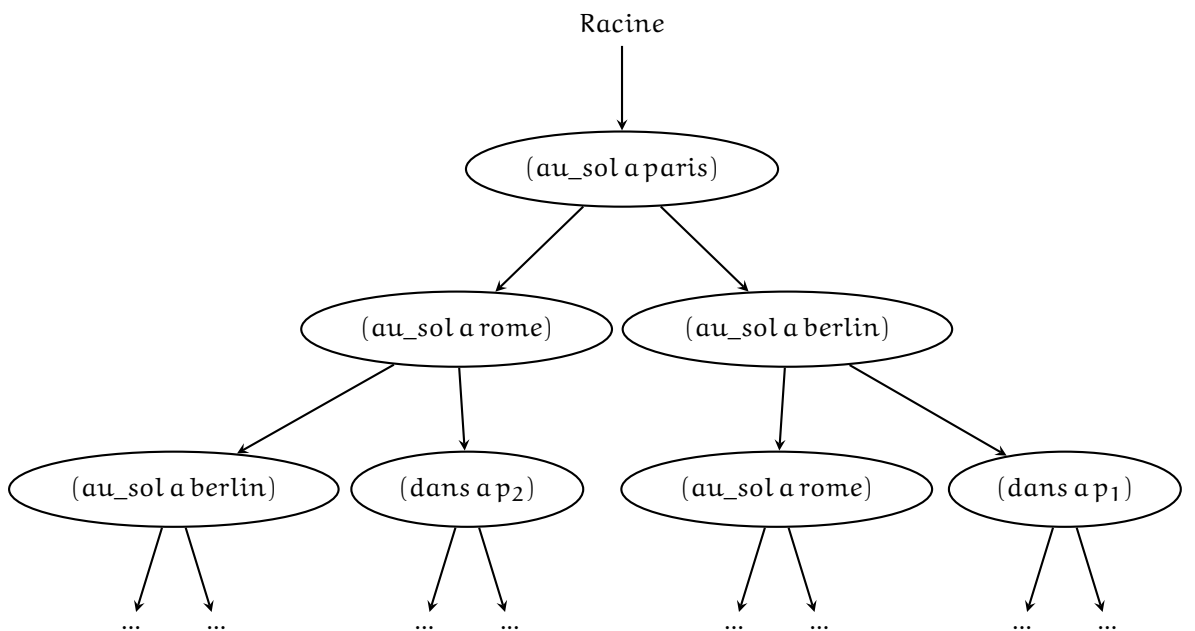 Racine
(au_sol a paris)
(au_sol a rome) (au_sol a berlin)
(au_sol a berlin) (dans a p₂) (au_sol a rome) (dans a p₁)
... ... ... ... ... ... ... ...